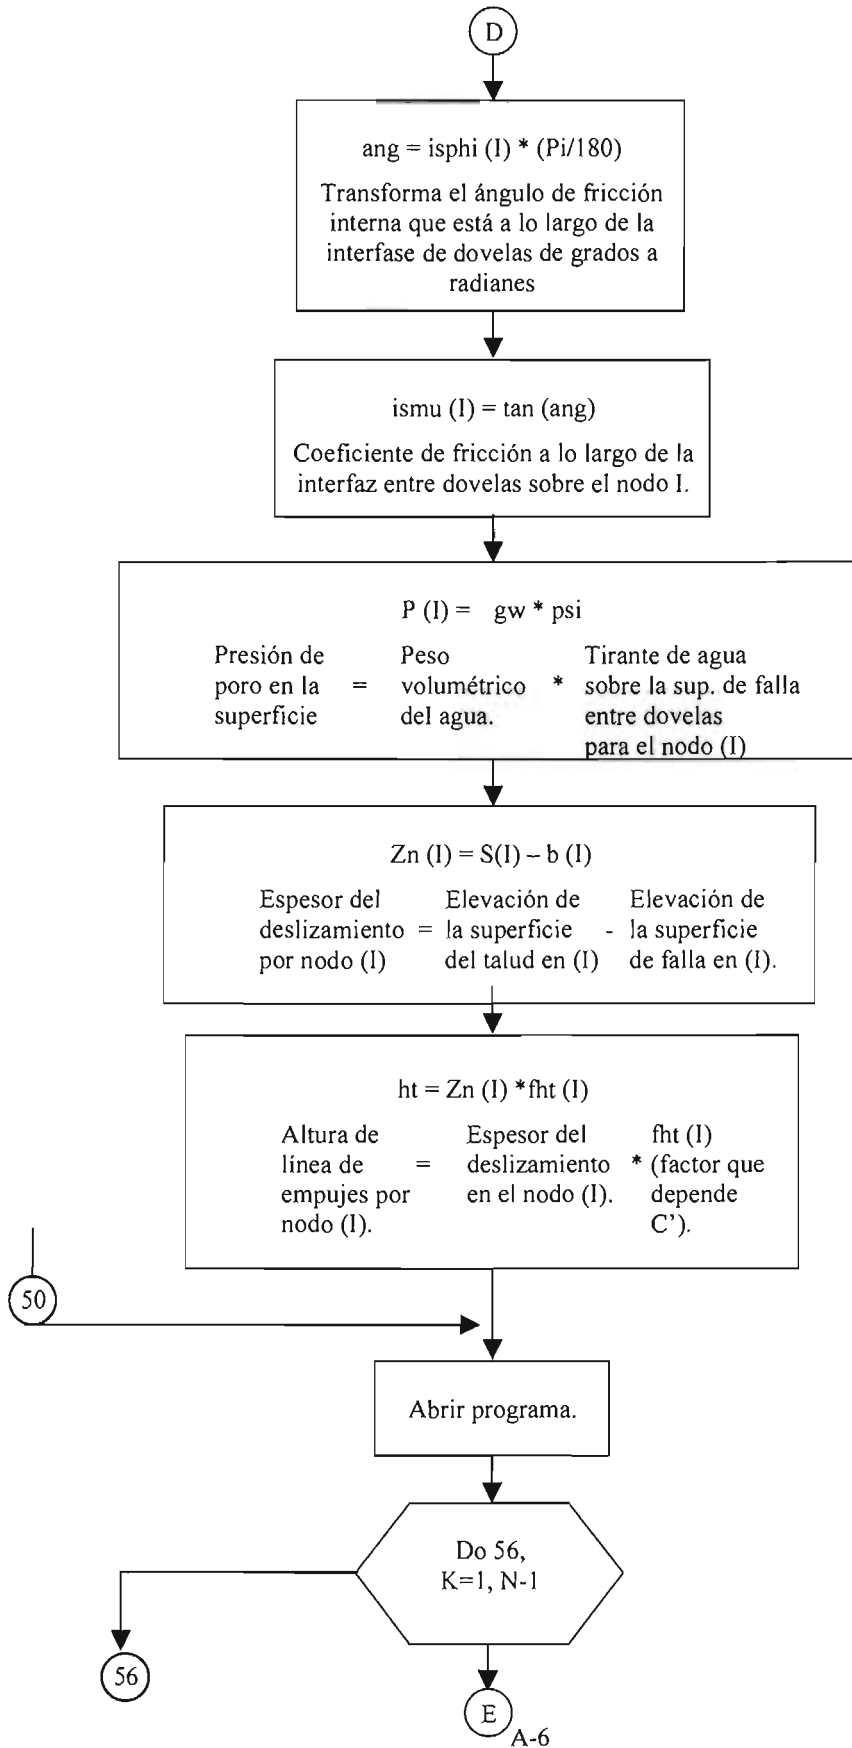 D
ang = isphi (I) * (Pi/180)
Transforma el ángulo de fricción
interna que está a lo largo de la
interfase de dovelas de grados a
radianes
ismu (I) = tan (ang)
Coeficiente de fricción a lo largo de la
interfaz entre dovelas sobre el nodo I.
P (I) = gw * psi
Presión de Peso Tirante de agua
poro en la = volumétrico * sobre la sup. de falla
superficie del agua. entre dovelas
para el nodo (I)
Zn (I) = S(I) – b (I)
Espesor del Elevación de Elevación de
deslizamiento = la superficie - la superficie
por nodo (I) del talud en (I) de falla en (I).
ht = Zn (I) *fht (I)
Altura de Espesor del fht (I)
línea de = deslizamiento * (factor que
empujes por en el nodo (I). depende
nodo (I). C’).
50
Abrir programa.
Do 56,
K=1, N-1
56
E
A-6